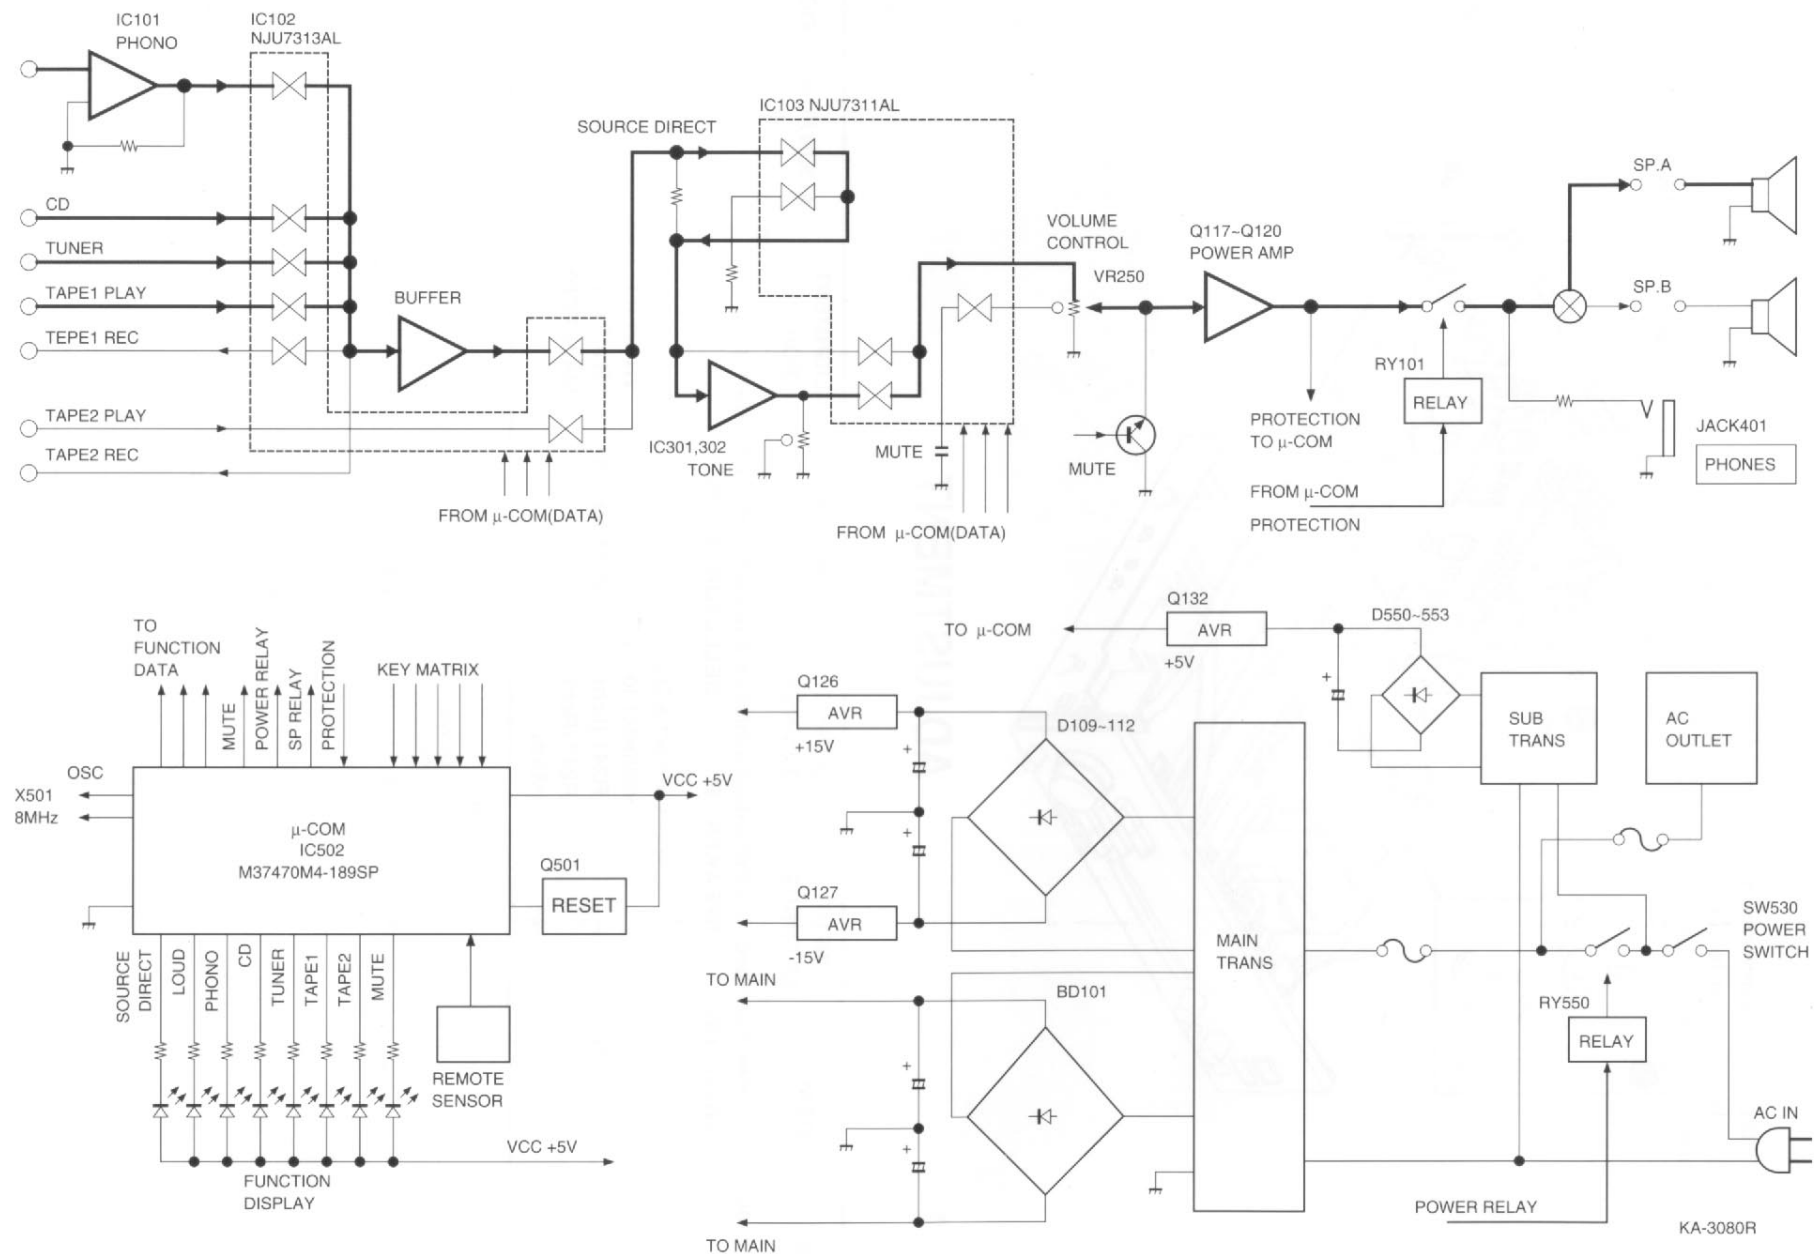 IC101
PHONO
IC102
NJU7313AL
CD
TUNER
TAPE1 PLAY
TEPE1 REC
TAPE2 PLAY
TAPE2 REC
BUFFER
FROM μ-COM(DATA)
SOURCE DIRECT
IC103 NJU7311AL
IC301,302
TONE
MUTE
FROM μ-COM(DATA)
VOLUME
CONTROL
VR250
MUTE
Q117~Q120
POWER AMP
PROTECTION
TO μ-COM
RY101
RELAY
FROM μ-COM
PROTECTION
SP.A
SP.B
JACK401
PHONES
TO
FUNCTION
DATA
MUTE
POWER RELAY
SP RELAY
PROTECTION
KEY MATRIX
OSC
X501
8MHz
μ-COM
IC502
M37470M4-189SP
VCC +5V
Q501
RESET
SOURCE
DIRECT
LOUD
PHONO
CD
TUNER
TAPE1
TAPE2
MUTE
REMOTE
SENSOR
VCC +5V
FUNCTION
DISPLAY
TO μ-COM
Q132
AVR
+5V
D550~553
Q126
AVR
+15V
D109~112
Q127
AVR
-15V
TO MAIN
BD101
TO MAIN
MAIN
TRANS
SUB
TRANS
AC
OUTLET
SW530
POWER
SWITCH
RY550
RELAY
AC IN
POWER RELAY
KA-3080R